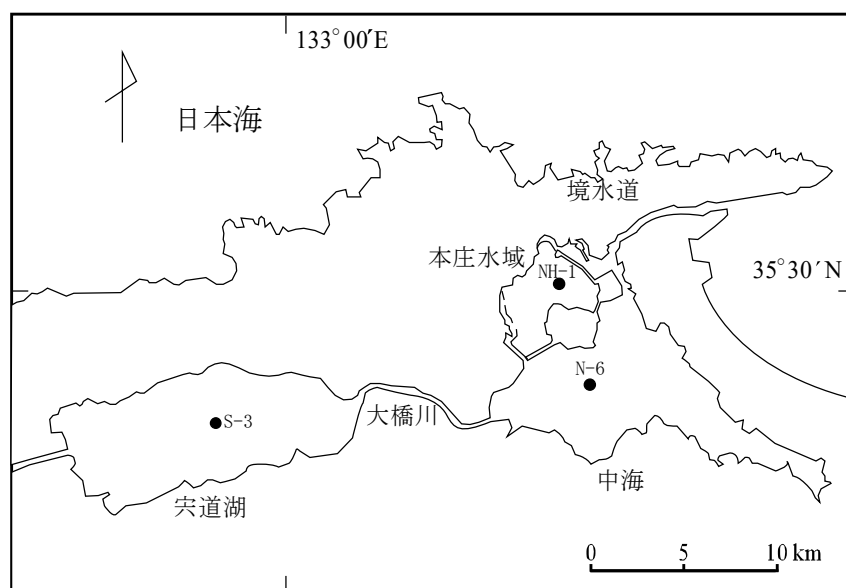 133°00′E
日本海
境水道
本庄水域
NH-1
35°30′N
N-6
S-3
大橋川
中海
宍道湖
0 5 10 km